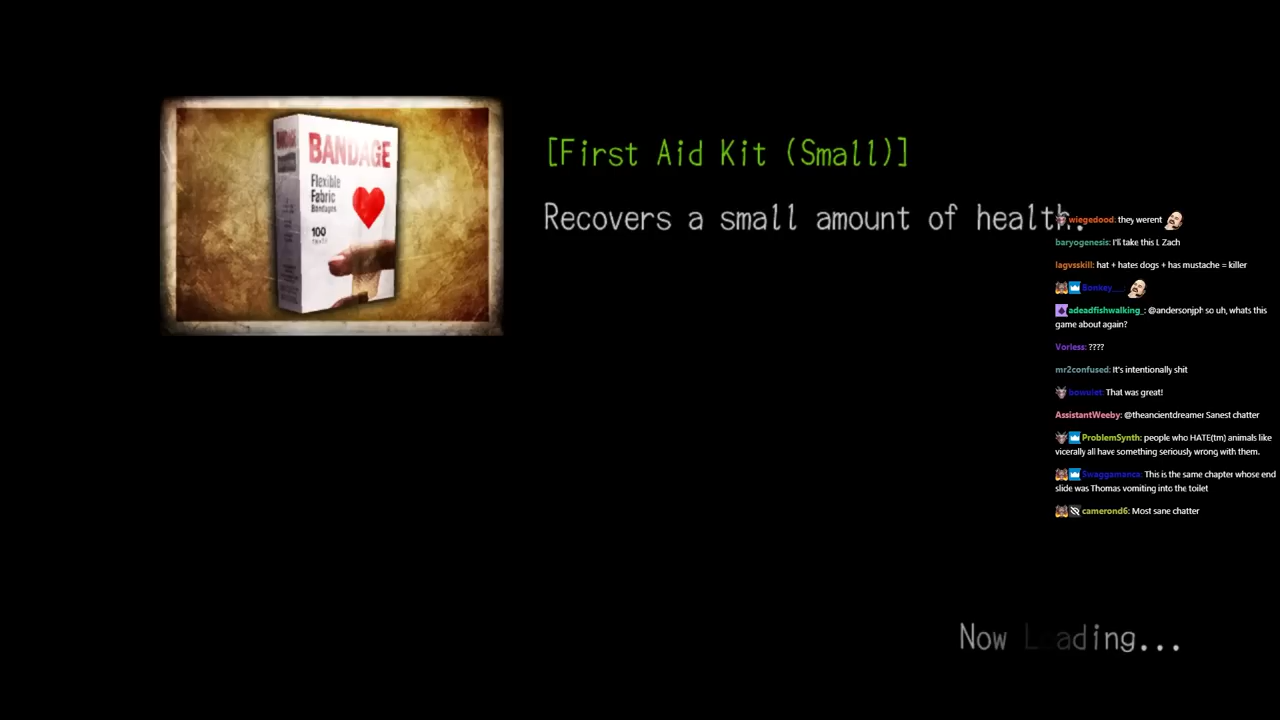 BANDAGE
Flexible
Fabric
Bandages
100
[First Aid Kit (Small)]
Recovers a small amount of health.
wiegedood: they werent
baryogenesis: I'll take this L Zach
lagvsskill: hat + hates dogs + has mustache = killer
adeadfishwalking_: @andersonjph so uh, whats this
game about again?
Vorless: ????
mr2confused: It's intentionally shit
bowulet: That was great!
AssistantWeeby: @theancientdreamer Sanest chatter
ProblemSynth: people who HATE(tm) animals like
vicerally all have something seriously wrong with them.
Swaggamanca: This is the same chapter whose end
slide was Thomas vomiting into the toilet
camerond6: Most sane chatter
Now Loading...